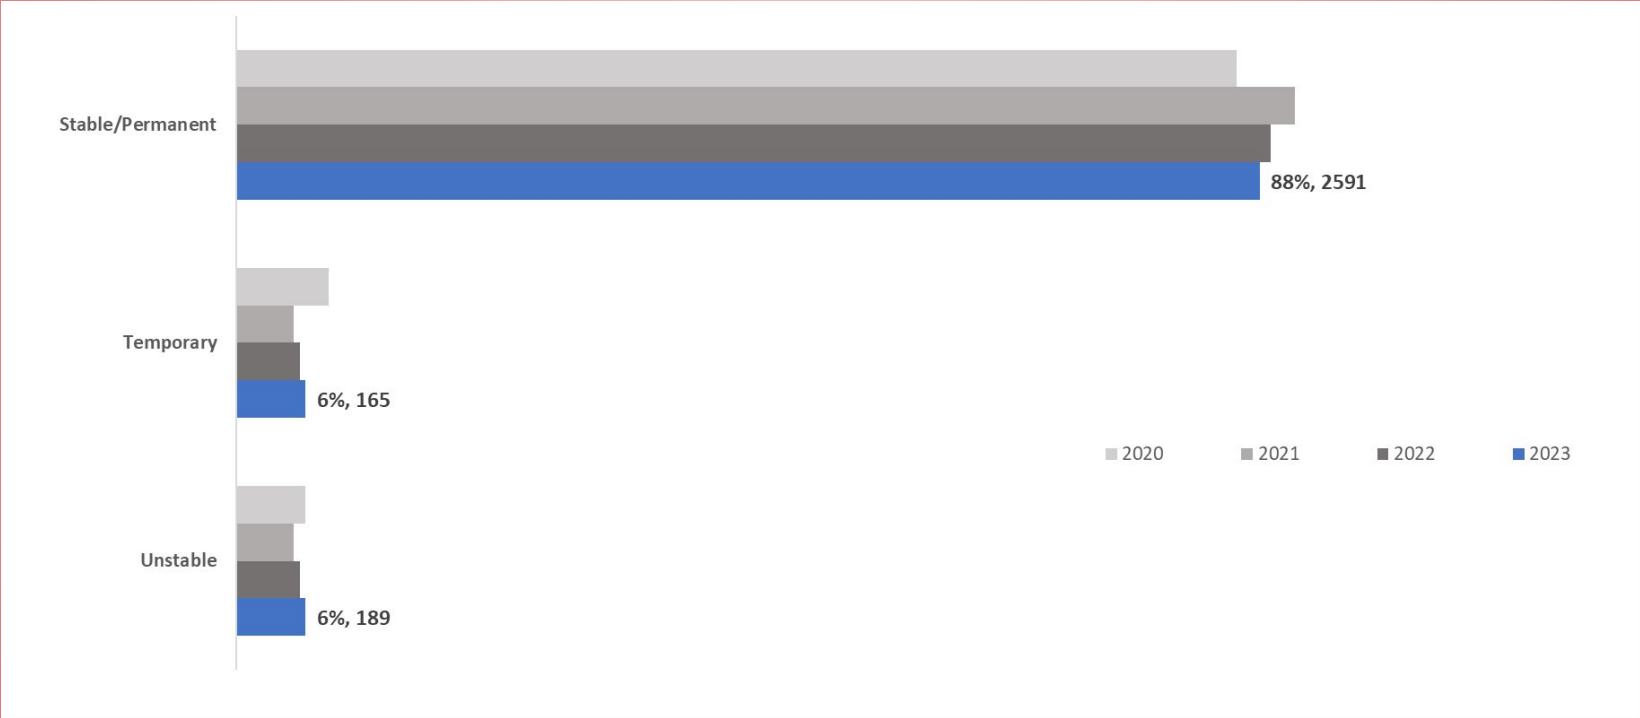 Stable/Permanent
88%, 2591
Temporary
6%, 165
2020 2021 2022 2023
Unstable
6%, 189